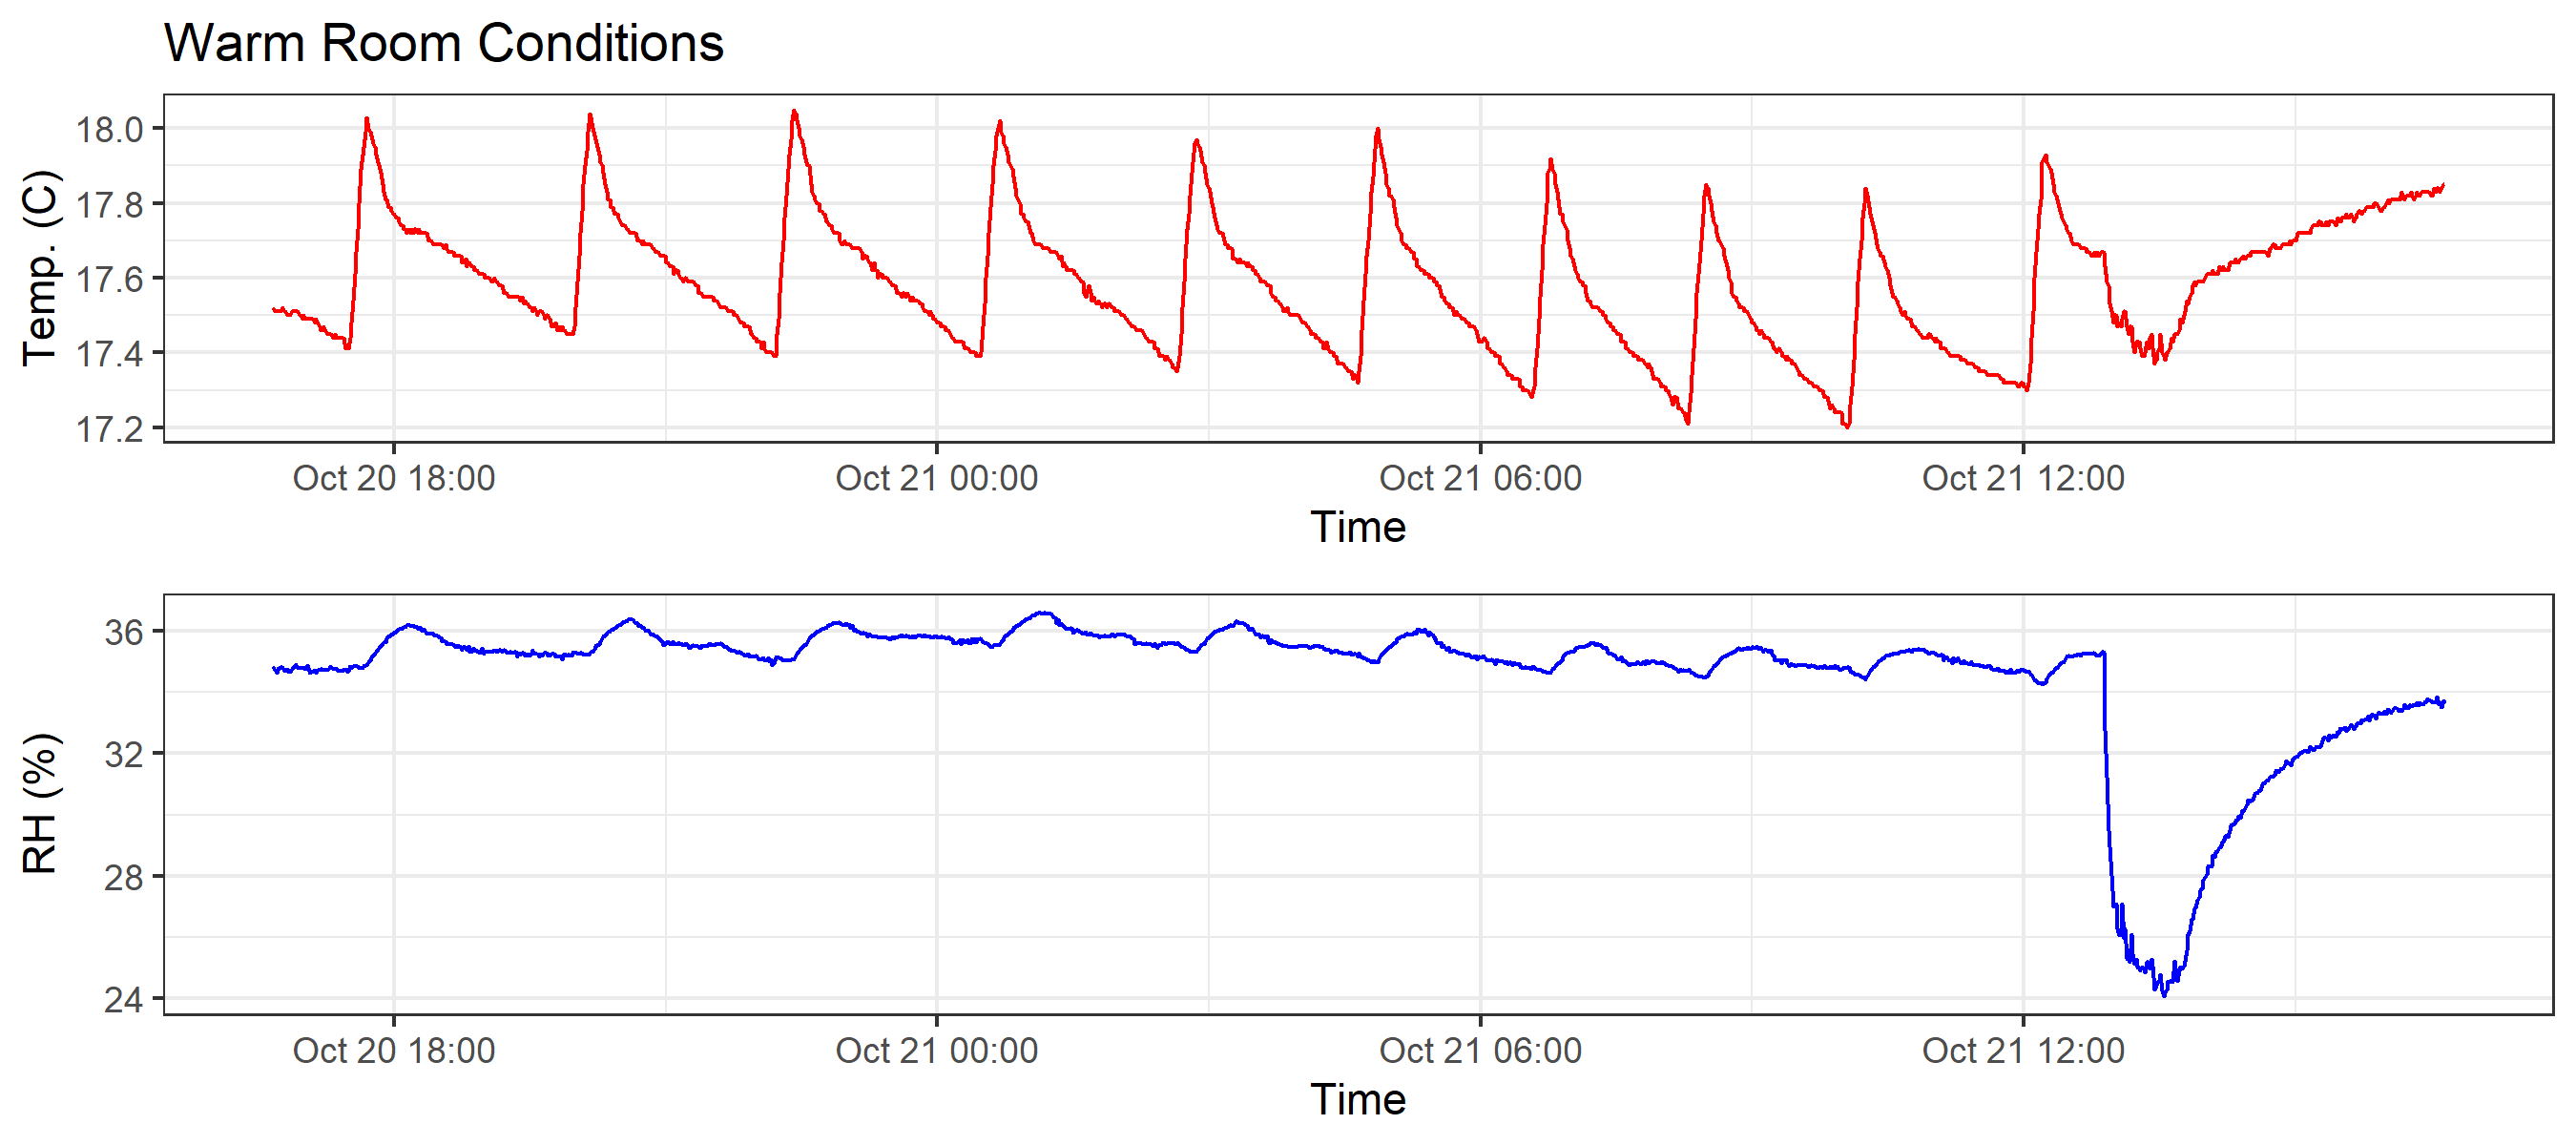 Warm Room Conditions
Temp. (C)
18.0
17.8
17.6
17.4
17.2
Oct 20 18:00 Oct 21 00:00 Oct 21 06:00 Oct 21 12:00
Time
RH (%)
36
32
28
24
Oct 20 18:00 Oct 21 00:00 Oct 21 06:00 Oct 21 12:00
Time